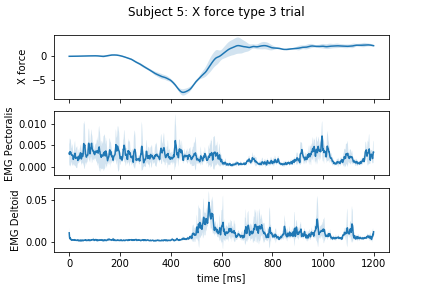 Subject 5: X force type 3 trial
X force
0
−5
EMG Pectoralis
0.010
0.005
0.000
EMG Deltoid
0.05
0.00
0 200 400 600 800 1000 1200
time [ms]